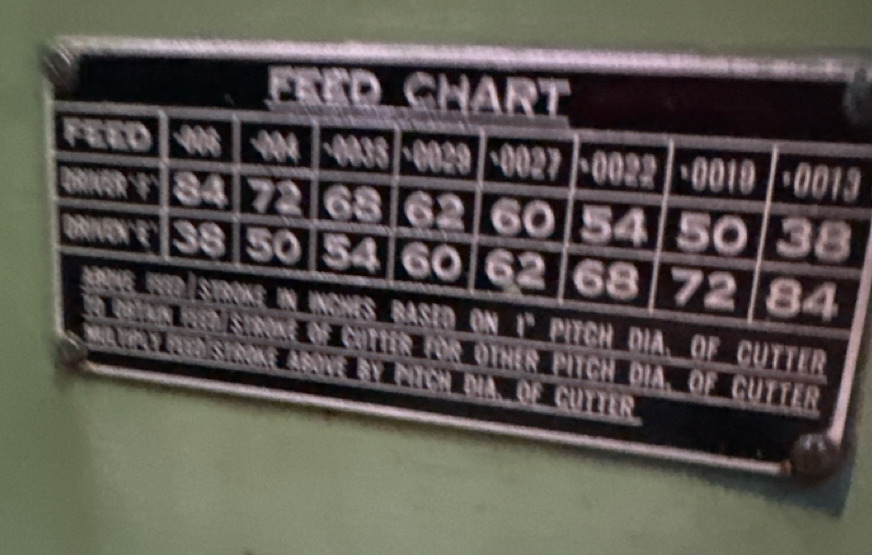 FEED CHART
FEED .006 .004 .0035 .0029 .0027 .0022 .0019 .0013
DRIVER "F" 84 72 68 62 60 54 50 38
DRIVEN "E" 38 50 54 60 62 68 72 84
ABOVE FEED/STROKE IN INCHES BASED ON 1" PITCH DIA. OF CUTTER
TO OBTAIN FEED/STROKE OF CUTTER FOR OTHER PITCH DIA. OF CUTTER
MULTIPLY FEED/STROKE ABOVE BY PITCH DIA. OF CUTTER